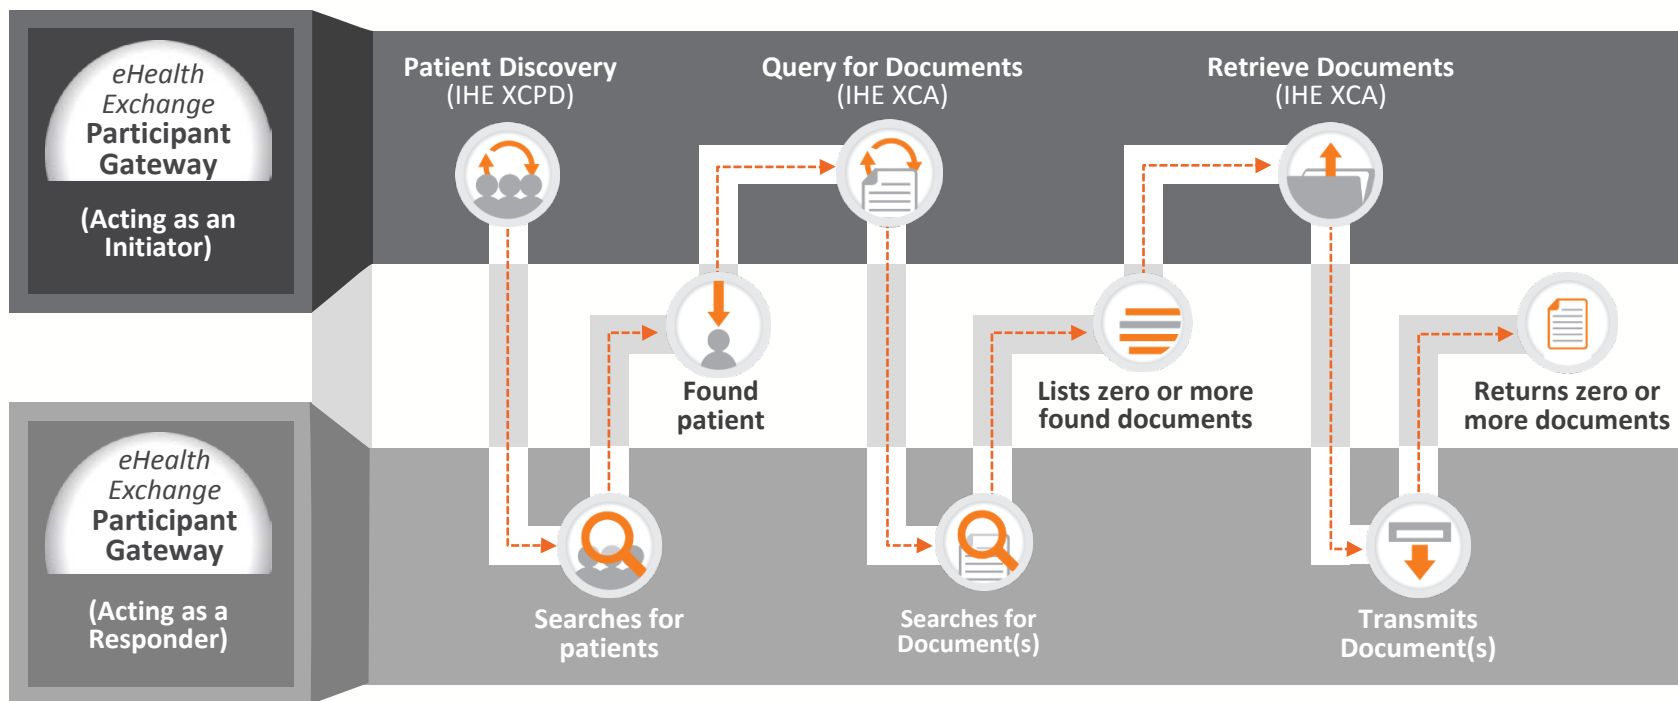 eHealth
Exchange
Participant
Gateway
(Acting as an
Initiator)
Patient Discovery
(IHE XCPD)
Query for Documents
(IHE XCA)
Retrieve Documents
(IHE XCA)
Found
patient
Lists zero or more
found documents
Returns zero or
more documents
eHealth
Exchange
Participant
Gateway
(Acting as a
Responder)
Searches for
patients
Searches for
Document(s)
Transmits
Document(s)